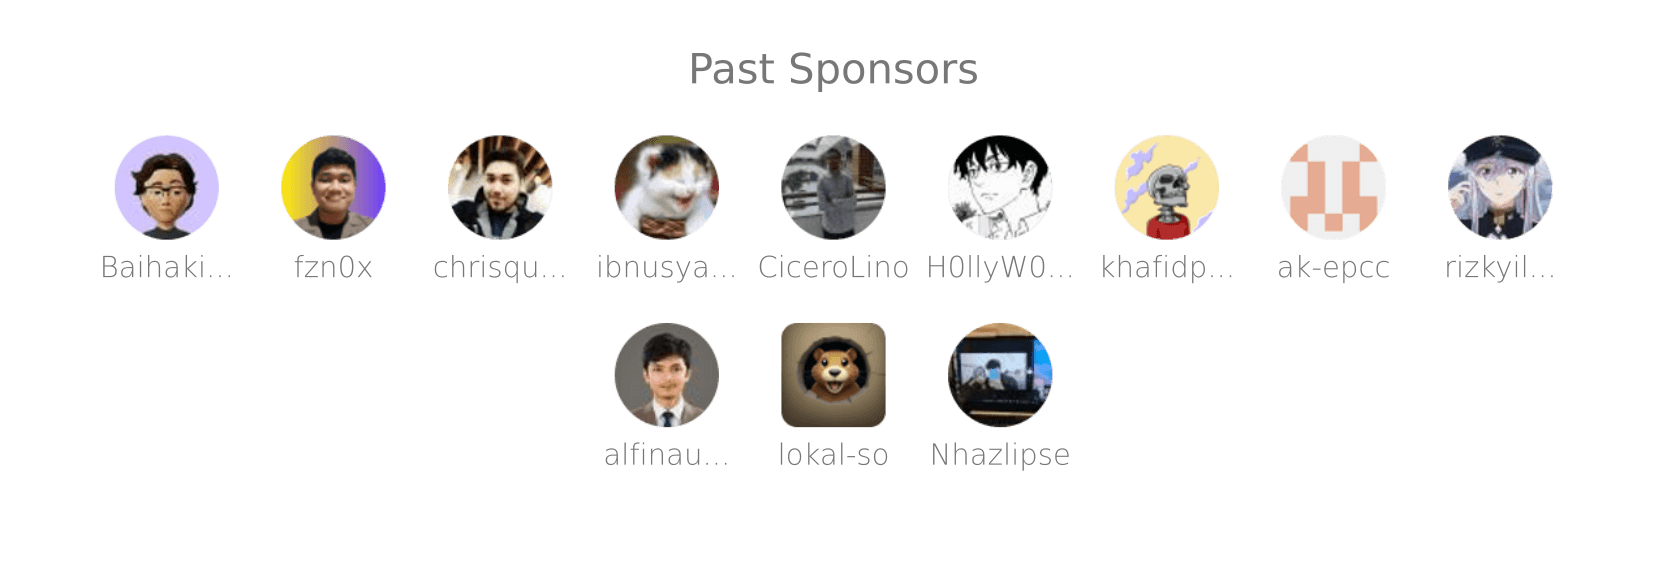 Past Sponsors
Baihaki... fzn0x chrisqu... ibnusya... CiceroLino H0llyW0... khafidp... ak-epcc rizkyil...
alfinau... lokal-so Nhazlipse